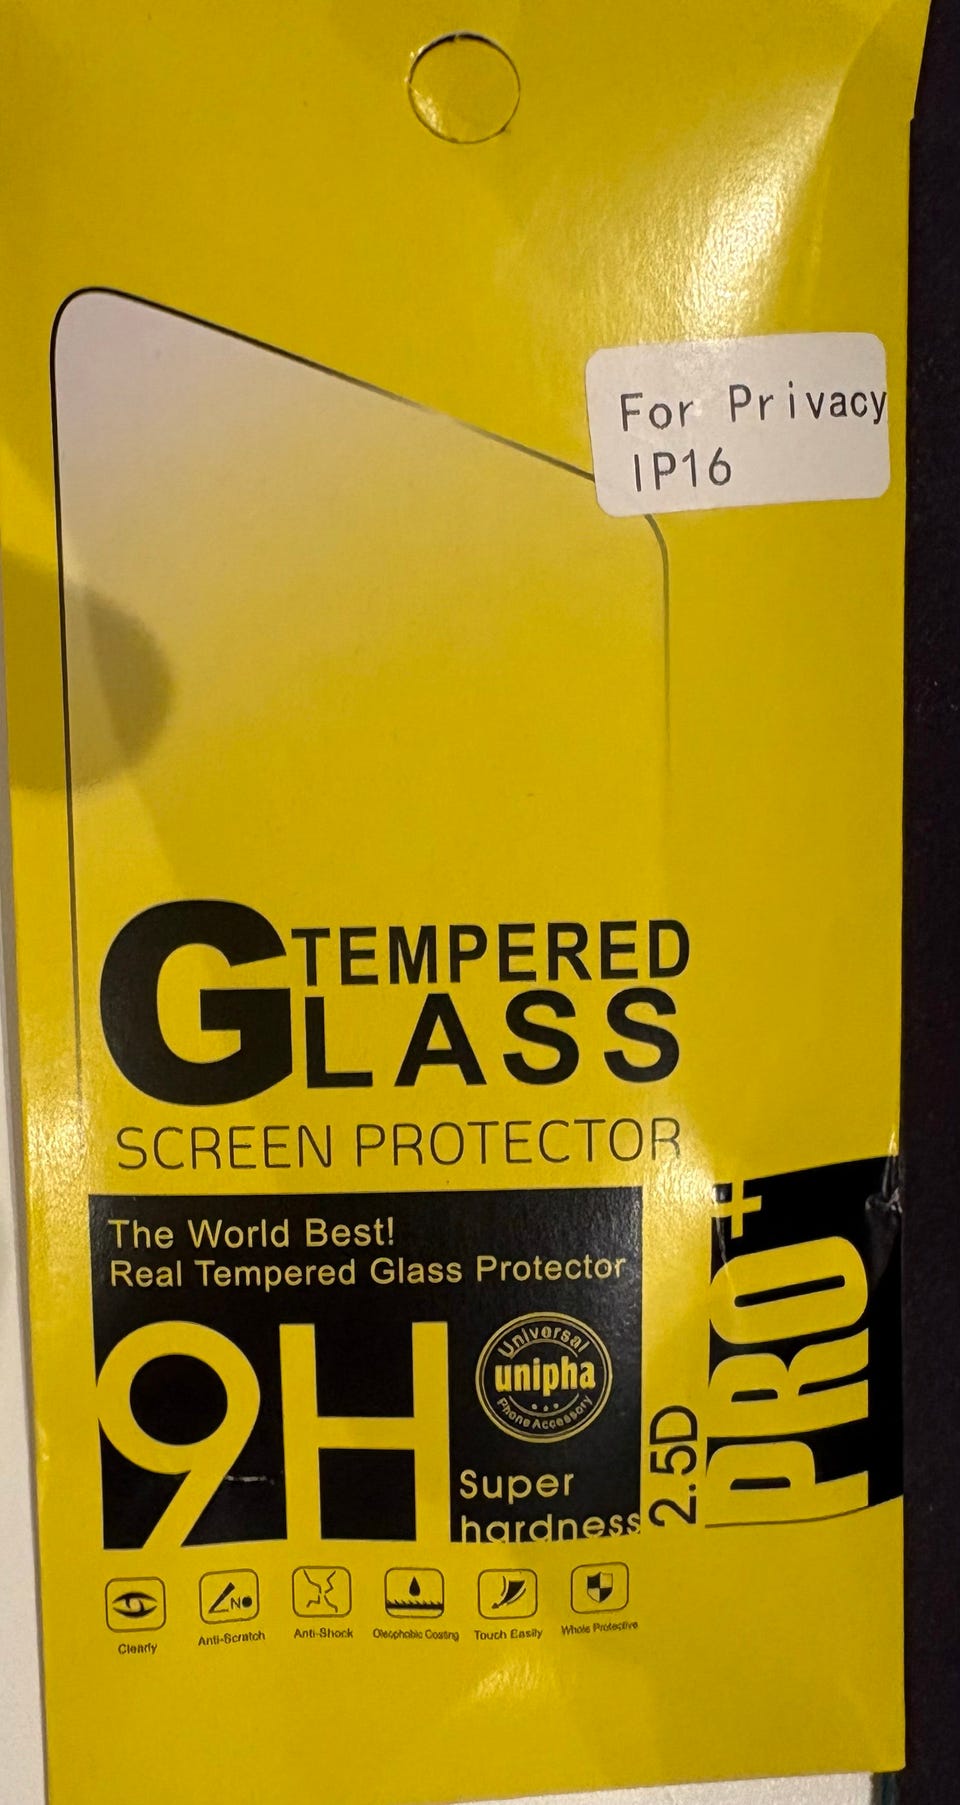 For Privacy
IP16
TEMPERED
GLASS
SCREEN PROTECTOR
The World Best!
Real Tempered Glass Protector
9H
Universal
unipha
Phone Accessory
Super
hardness
2.5D
PRO+
NO
Clearly
Anti-Scratch
Anti-Shock
Oleophobic Coating
Touch Easily
Whole Protective